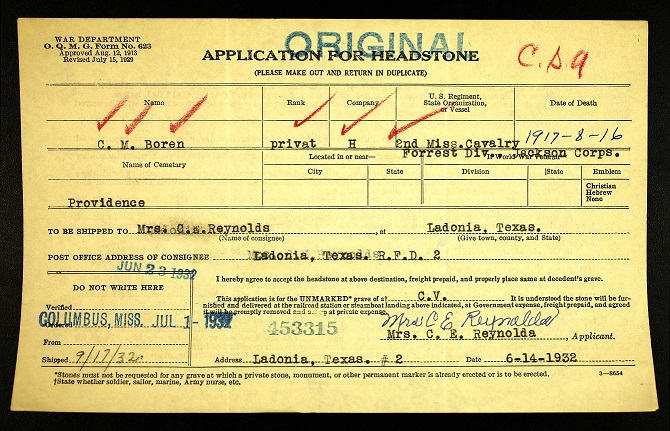 WAR DEPARTMENT
O. Q. M. G. Form No. 623
Approved Aug. 12, 1913
Revised July 15, 1929
ORIGINAL
APPLICATION FOR HEADSTONE
(PLEASE MAKE OUT AND RETURN IN DUPLICATE)
C.S.A
Name Rank Company U. S. Regiment, State Organization, or Vessel Date of Death
C. M. Boren privat H 2nd Miss.Cavalry 1917-8-16
Forrest Div. Jackson Corps.
Name of Cemetary Located in or near— If World War Veteran
City State Division State Emblem
Christian
Hebrew
None
Providence
TO BE SHIPPED TO Mrs. C.E.Reynolds, at Ladonia, Texas.
(Name of consignee) (Give town, county, and State)
POST OFFICE ADDRESS OF CONSIGNEE Ladonia, Texas. R.F.D. 2
JUN 23 1932
I hereby agree to accept the headstone at above destination, freight prepaid, and properly place same at decedent's grave.
DO NOT WRITE HERE
This application is for the UNMARKED* grave of a† C.V. It is understood the stone will be furnished and delivered at the railroad station or steamboat landing above indicated, at Government expense, freight prepaid, and agreed it will be promptly removed and at private expense.
Verified
Ordered COLUMBUS, MISS. JUL 1-1932
453315
Mrs C E Reynolda
Mrs. C. E. Reynolda, Applicant.
From
Shipped 9/17/32
Address Ladonia, Texas. # 2 Date 6-14-1932
*Stones must not be requested for any grave at which a private stone, monument, or other permanent marker is already erected or is to be erected.
†State whether soldier, sailor, marine, Army nurse, etc.
3—8654